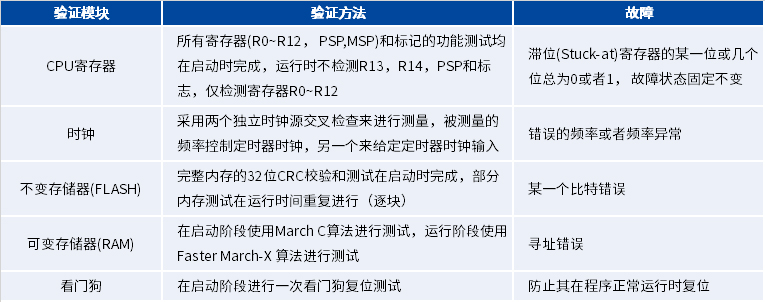 验证模块
验证方法
故障
CPU寄存器
所有寄存器(R0~R12， PSP,MSP)和标记的功能测试均
在启动时完成，运行时不检测R13，R14，PSP和标
志，仅检测寄存器R0~R12
滞位(Stuck-at)寄存器的某一位或几个
位总为0或者1， 故障状态固定不变
时钟
采用两个独立时钟源交叉检查来进行测量，被测量的
频率控制定时器时钟，另一个来给定定时器时钟输入
错误的频率或者频率异常
不变存储器(FLASH)
完整内存的32位CRC校验和测试在启动时完成，部分
内存测试在运行时间重复进行（逐块）
某一个比特错误
可变存储器(RAM)
在启动阶段使用March C算法进行测试，运行阶段使用
Faster March-X 算法进行测试
寻址错误
看门狗
在启动阶段进行一次看门狗复位测试
防止其在程序正常运行时复位